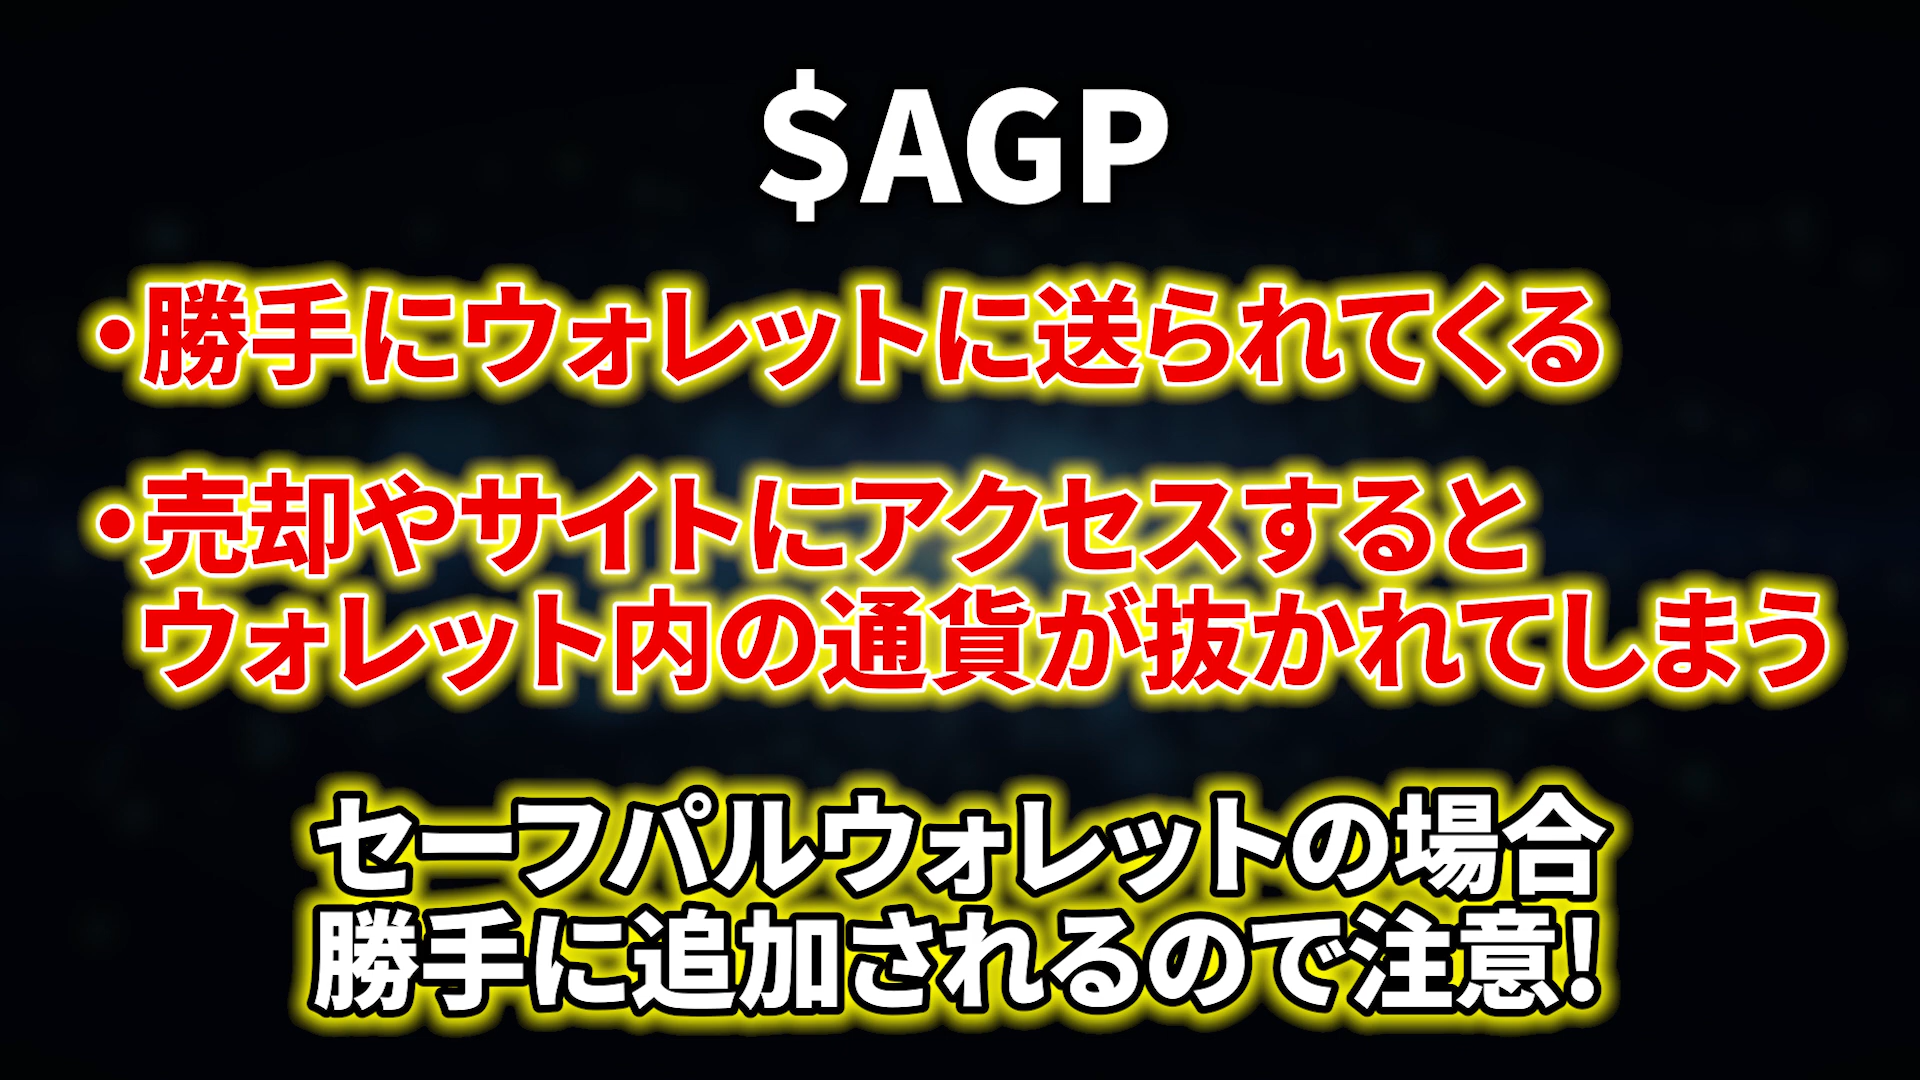 $AGP
・勝手にウォレットに送られてくる
・売却やサイトにアクセスすると
ウォレット内の通貨が抜かれてしまう
セーフパルウォレットの場合
勝手に追加されるので注意!